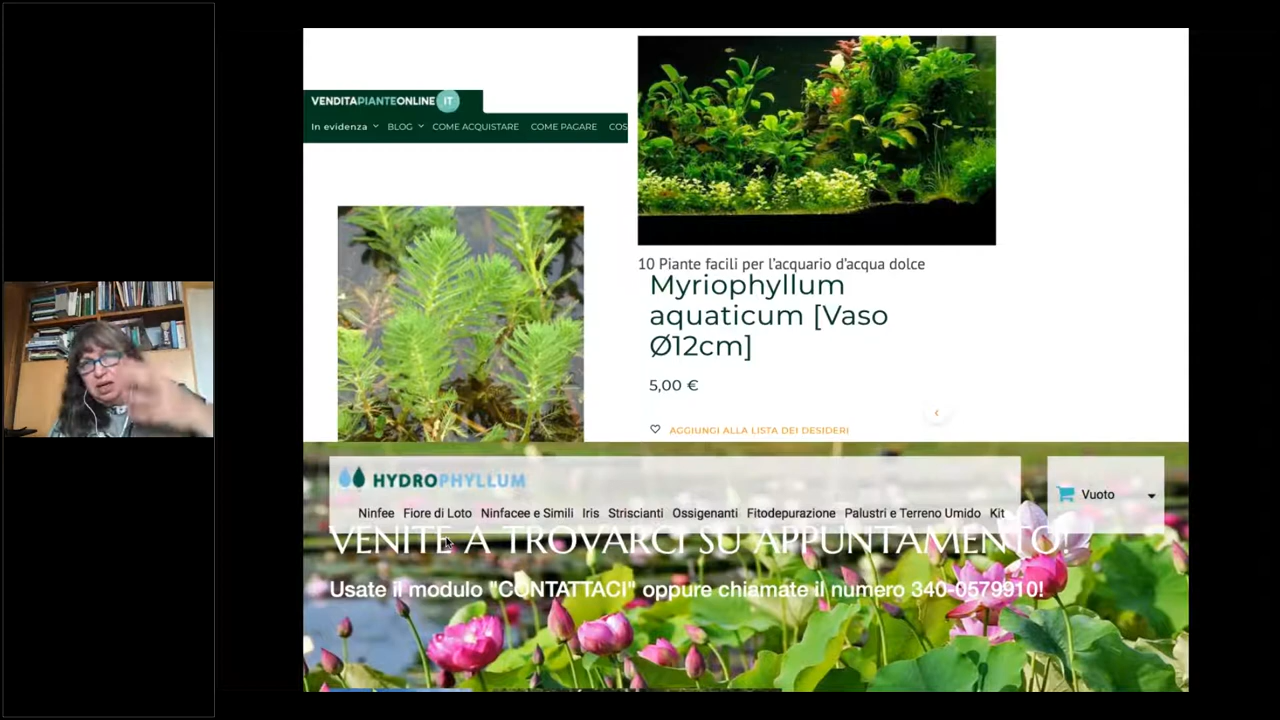 VENDITAPIANTEONLINE IT
In evidenza BLOG COME ACQUISTARE COME PAGARE COS
10 Piante facili per l'acquario d'acqua dolce
Myriophyllum
aquaticum [Vaso
Ø12cm]
5,00 €
AGGIUNGI ALLA LISTA DEI DESIDERI
HYDROPHYLLUM
Vuoto
Ninfee Fiore di Loto Ninfacee e Simili Iris Striscianti Ossigenanti Fitodepurazione Palustri e Terreno Umido Kit
VENITE A TROVARCI SU APPUNTAMENTO!
Usate il modulo "CONTATTACI" oppure chiamate il numero 340-0579910!